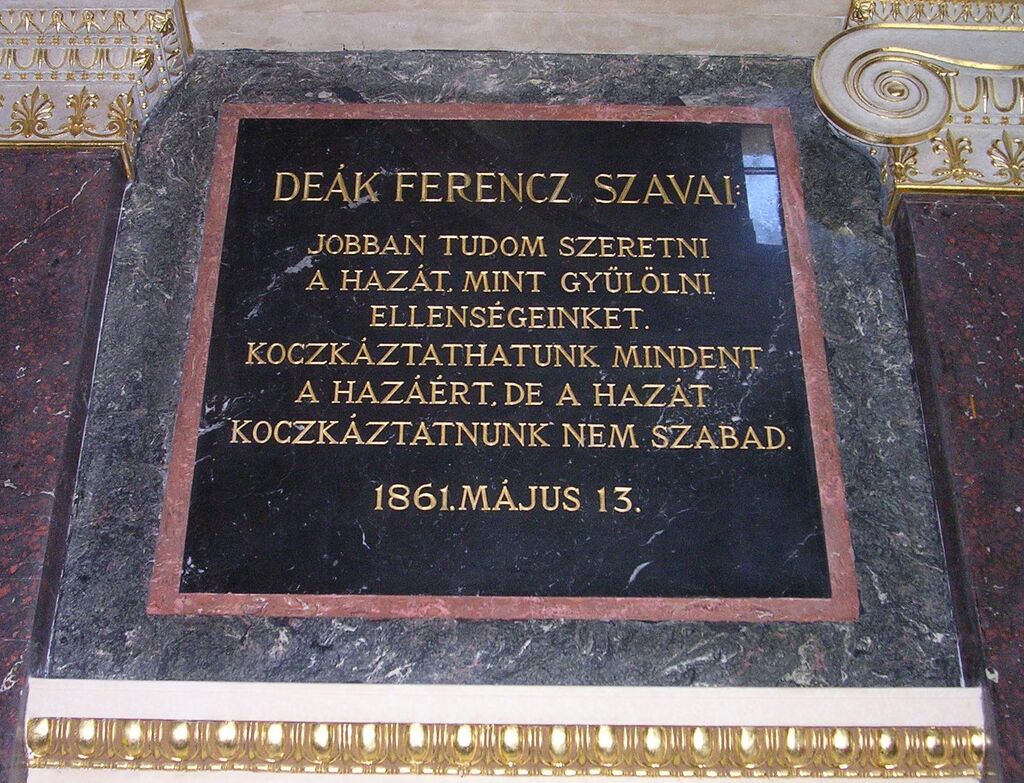 DEÁK FERENCZ SZAVAI:
JOBBAN TUDOM SZERETNI
A HAZÁT, MINT GYŰLÖLNI
ELLENSÉGEINKET.
KOCZKÁZTATHATUNK MINDENT
A HAZÁÉRT, DE A HAZÁT
KOCZKÁZTATNUNK NEM SZABAD.
1861. MÁJUS 13.